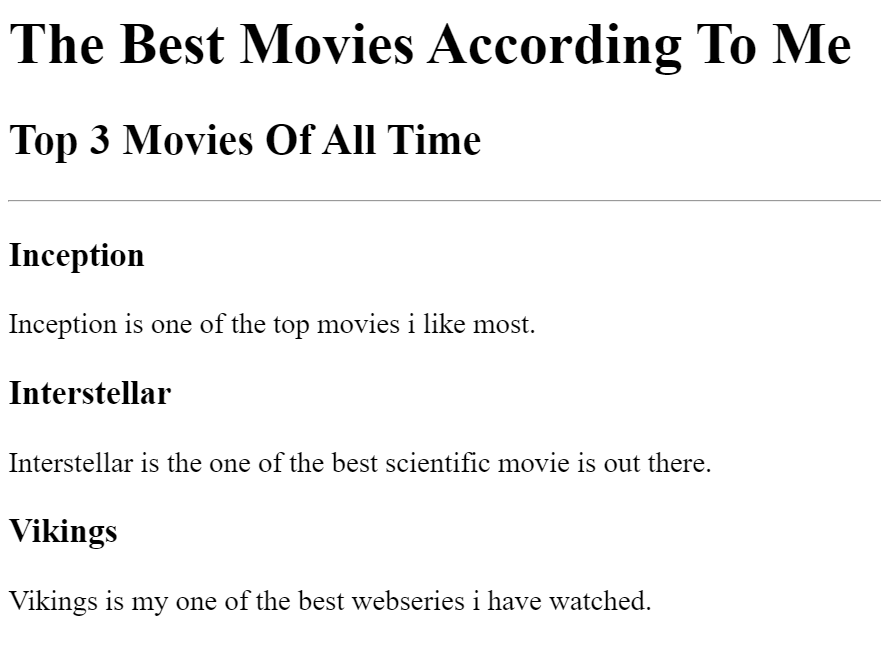 The Best Movies According To Me
Top 3 Movies Of All Time
Inception
Inception is one of the top movies i like most.
Interstellar
Interstellar is the one of the best scientific movie is out there.
Vikings
Vikings is my one of the best webseries i have watched.